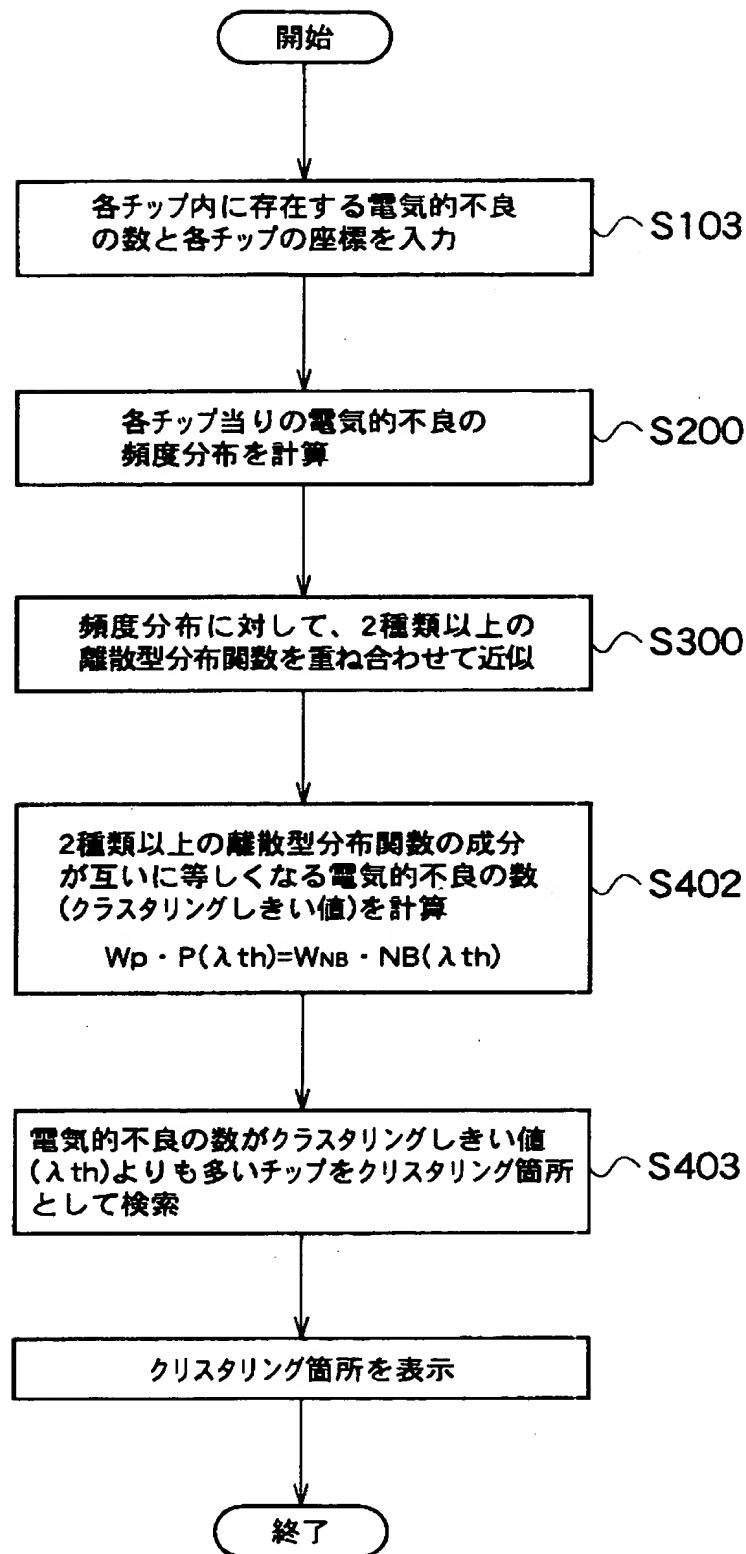 開始
各チップ内に存在する電気的不良
の数と各チップの座標を入力
S103
各チップ当りの電気的不良の
頻度分布を計算
S200
頻度分布に対して、2種類以上の
離散型分布関数を重ね合わせて近似
S300
2種類以上の離散型分布関数の成分
が互いに等しくなる電気的不良の数
(クラスタリングしきい値)を計算
Wp・P(λth)=WNB・NB(λth)
S402
電気的不良の数がクラスタリングしきい値
(λth)よりも多いチップをクリスタリング箇所
として検索
S403
クリスタリング箇所を表示
終了